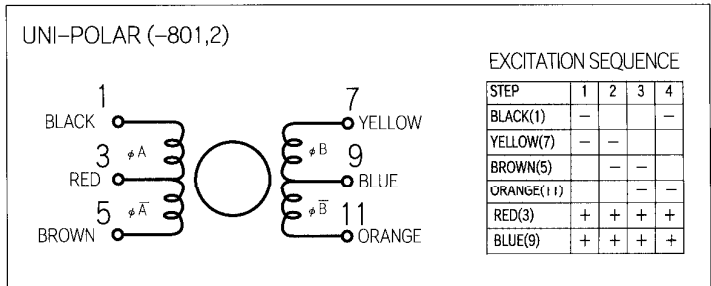 UNI-POLAR (-801,2)
1
BLACK
3
RED
5
BROWN
φA
φA̅
7
YELLOW
9
BLUE
11
ORANGE
φB
φB̅
EXCITATION SEQUENCE
STEP 1 2 3 4
BLACK(1) − −
YELLOW(7) − −
BROWN(5) − −
ORANGE(11) − −
RED(3) + + + +
BLUE(9) + + + +